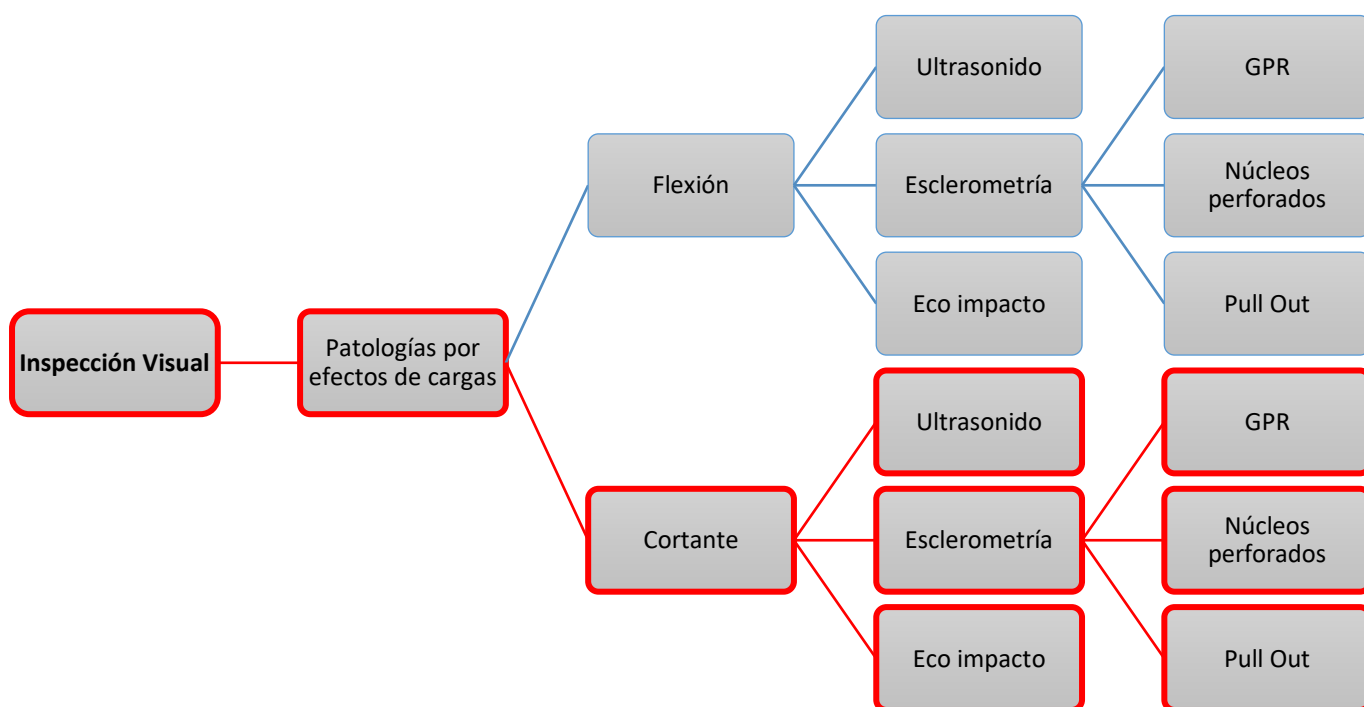 Ultrasonido
GPR
Flexión
Esclerometría
Núcleos
perforados
Eco impacto
Pull Out
Inspección Visual
Patologías por
efectos de cargas
Ultrasonido
GPR
Cortante
Esclerometría
Núcleos
perforados
Eco impacto
Pull Out